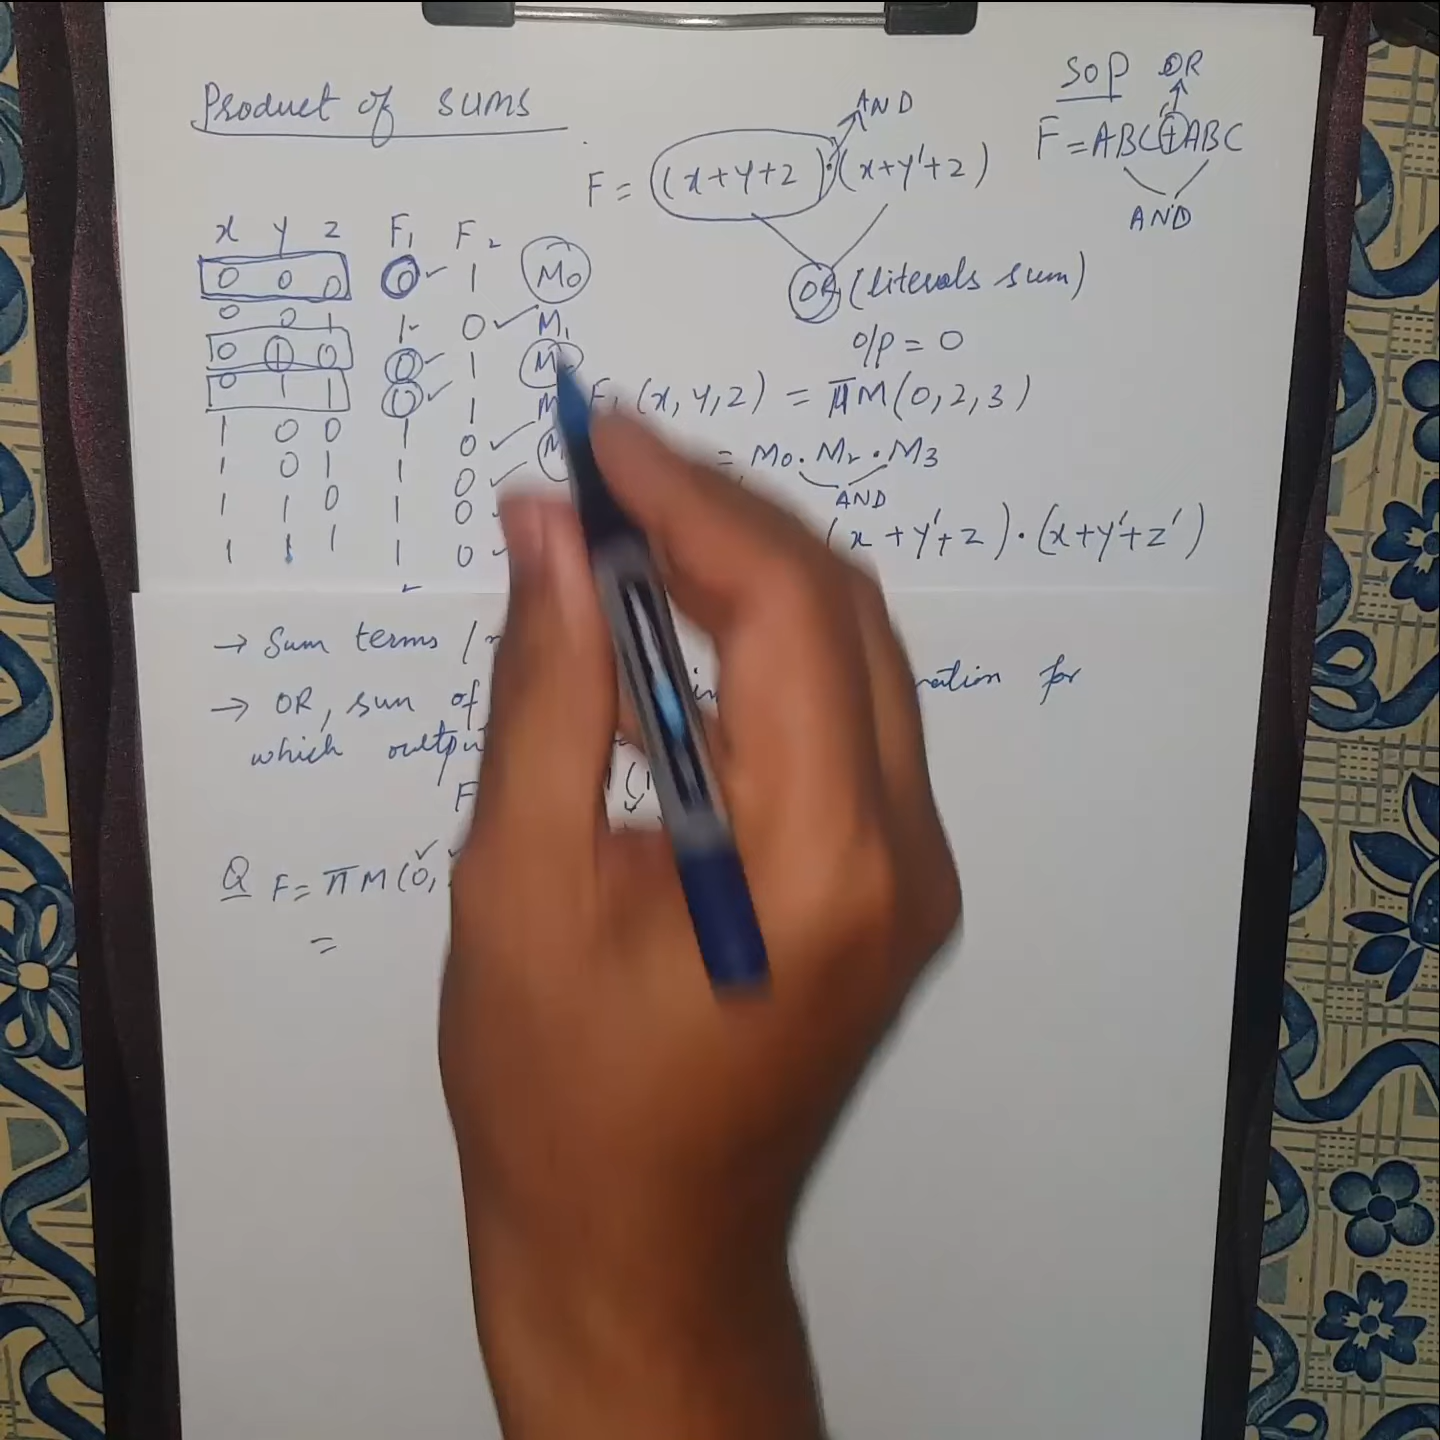 Product of sums
SOP OR
F = ABC + ABC
AND
AND
F = (x+y+z)·(x+y'+z)
OR (literals sum)
o/p = 0
x y z F₁ F₂
0 0 0 0 1 M₀
0 0 1 1 0 M₁
0 1 0 0 1
0 1 1 0 1
1 0 0 1 0
1 0 1 1 0
1 1 0 1 0
1 1 1 1 0
(x, y, z) = πM(0,2,3)
= M₀ . M₂ . M₃
AND
(x+y'+z)·(x+y'+z')
→ Sum terms /
→ OR, sum of for
which
F
Q F = πM(0,
=